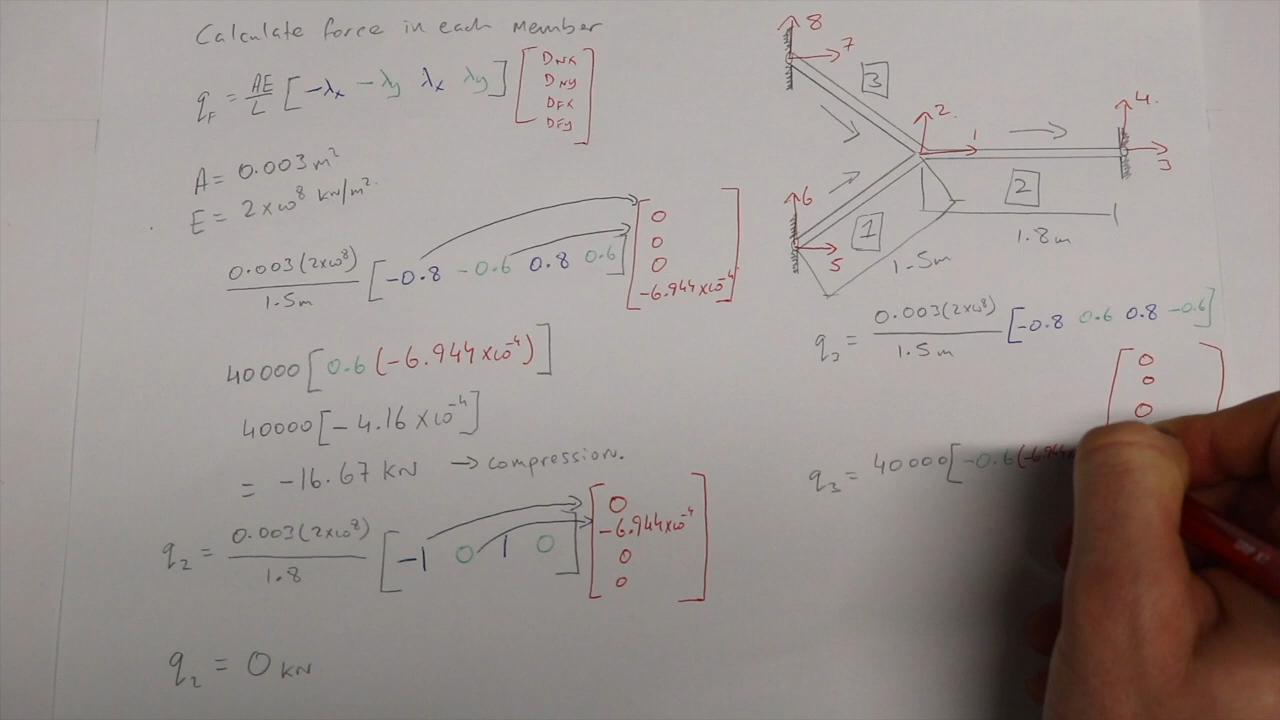 Calculate force in each member
q_F = AE/L [-λx -λy λx λy] [DNx
DNy
DFx
DFy]
A = 0.003 m²
E = 2×10⁸ kN/m².
0.003(2×10⁸) / 1.5m [-0.8 -0.6 0.8 0.6] [0
0
0
-6.944×10⁻⁴]
40000 [0.6 (-6.944×10⁻⁴)]
40000 [-4.16×10⁻⁴]
= -16.67 kN → compression.
q₂ = 0.003(2×10⁸) / 1.8 [-1 0 1 0] [0
-6.944×10⁻⁴
0
0]
q₂ = 0 kN
8
7
3
2.
1
4.
3
6
5
1
2
1.5m
1.8m
q₃ = 0.003(2×10⁸) / 1.5m [-0.8 0.6 0.8 -0.6]
[0
0
0
q₃ = 40000 [-0.6(-6.944×